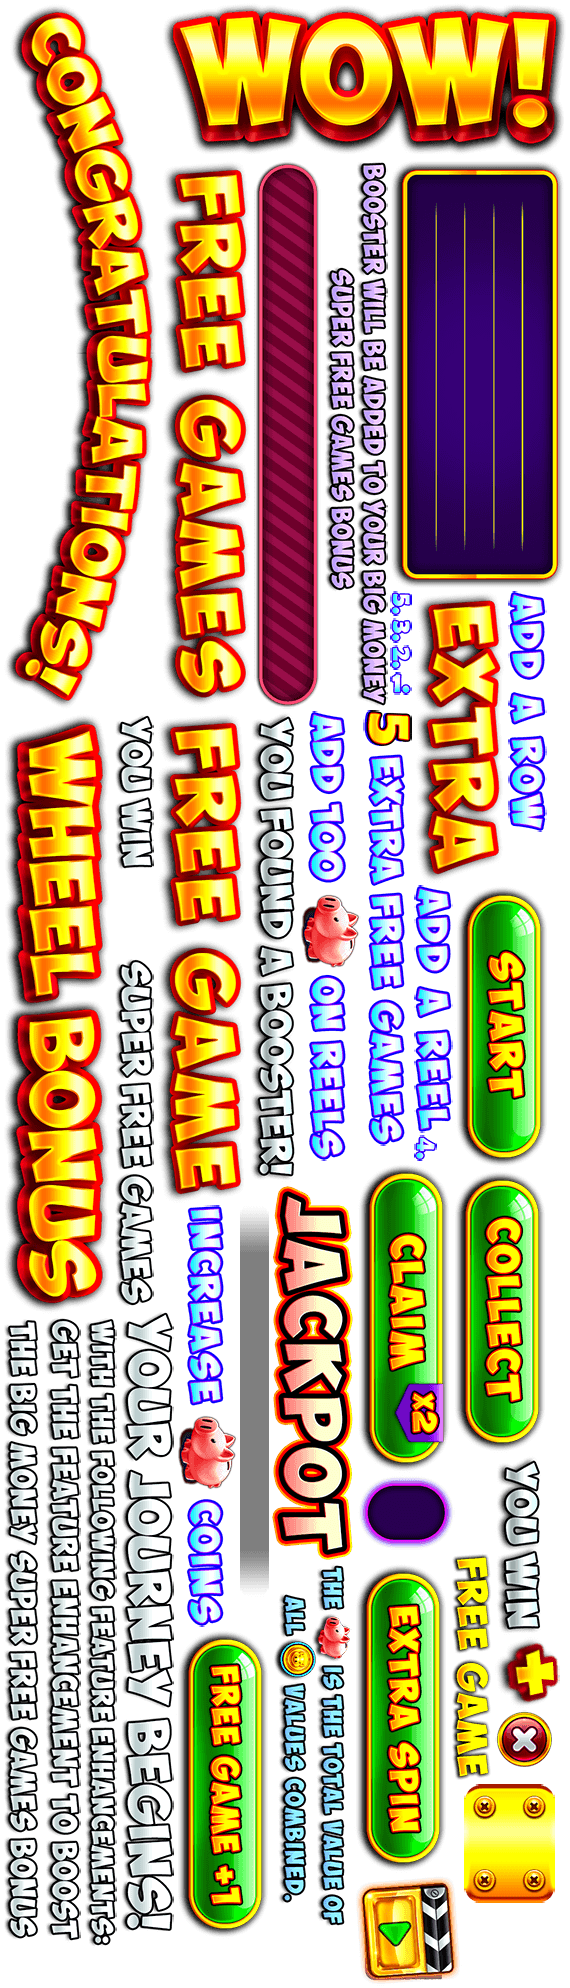 WOW!
CONGRATULATIONS!
FREE GAMES
BOOSTER WILL BE ADDED TO YOUR BIG MONEY
SUPER FREE GAMES BONUS
ADD A ROW
EXTRA
5. 3. 2. 1.
5 EXTRA FREE GAMES
ADD 100 ON REELS
YOU FOUND A BOOSTER!
FREE GAME
YOU WIN
WHEEL BONUS
ADD A REEL 4.
START
SUPER FREE GAMES
COLLECT
CLAIM X2
JACKPOT
INCREASE COINS
YOUR JOURNEY BEGINS!
WITH THE FOLLOWING FEATURE ENHANCEMENTS:
GET THE FEATURE ENHANCEMENT TO BOOST
THE BIG MONEY SUPER FREE GAMES BONUS
YOU WIN +
FREE GAME
EXTRA SPIN
THE IS THE TOTAL VALUE OF
ALL VALUES COMBINED.
FREE GAME +1